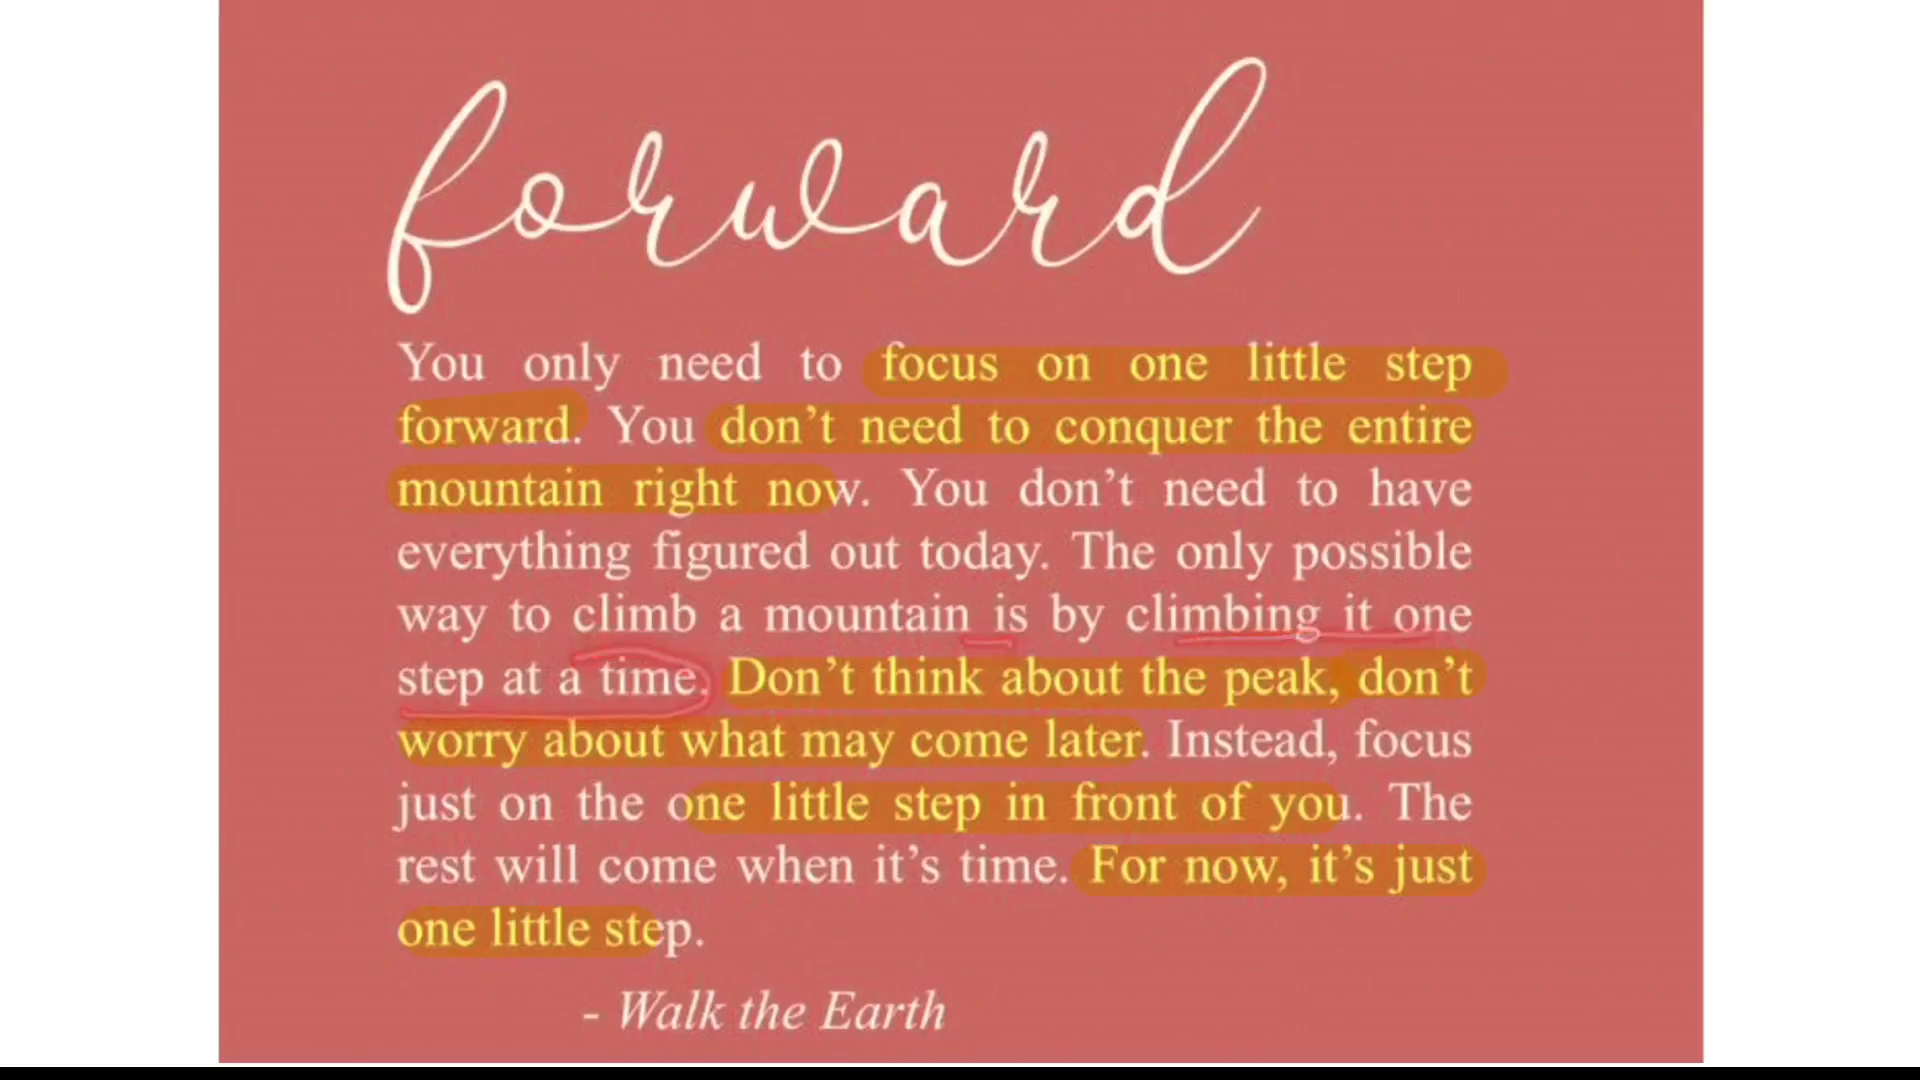 forward
You only need to focus on one little step
forward. You don’t need to conquer the entire
mountain right now. You don’t need to have
everything figured out today. The only possible
way to climb a mountain is by climbing it one
step at a time. Don’t think about the peak, don’t
worry about what may come later. Instead, focus
just on the one little step in front of you. The
rest will come when it’s time. For now, it’s just
one little step.
- Walk the Earth